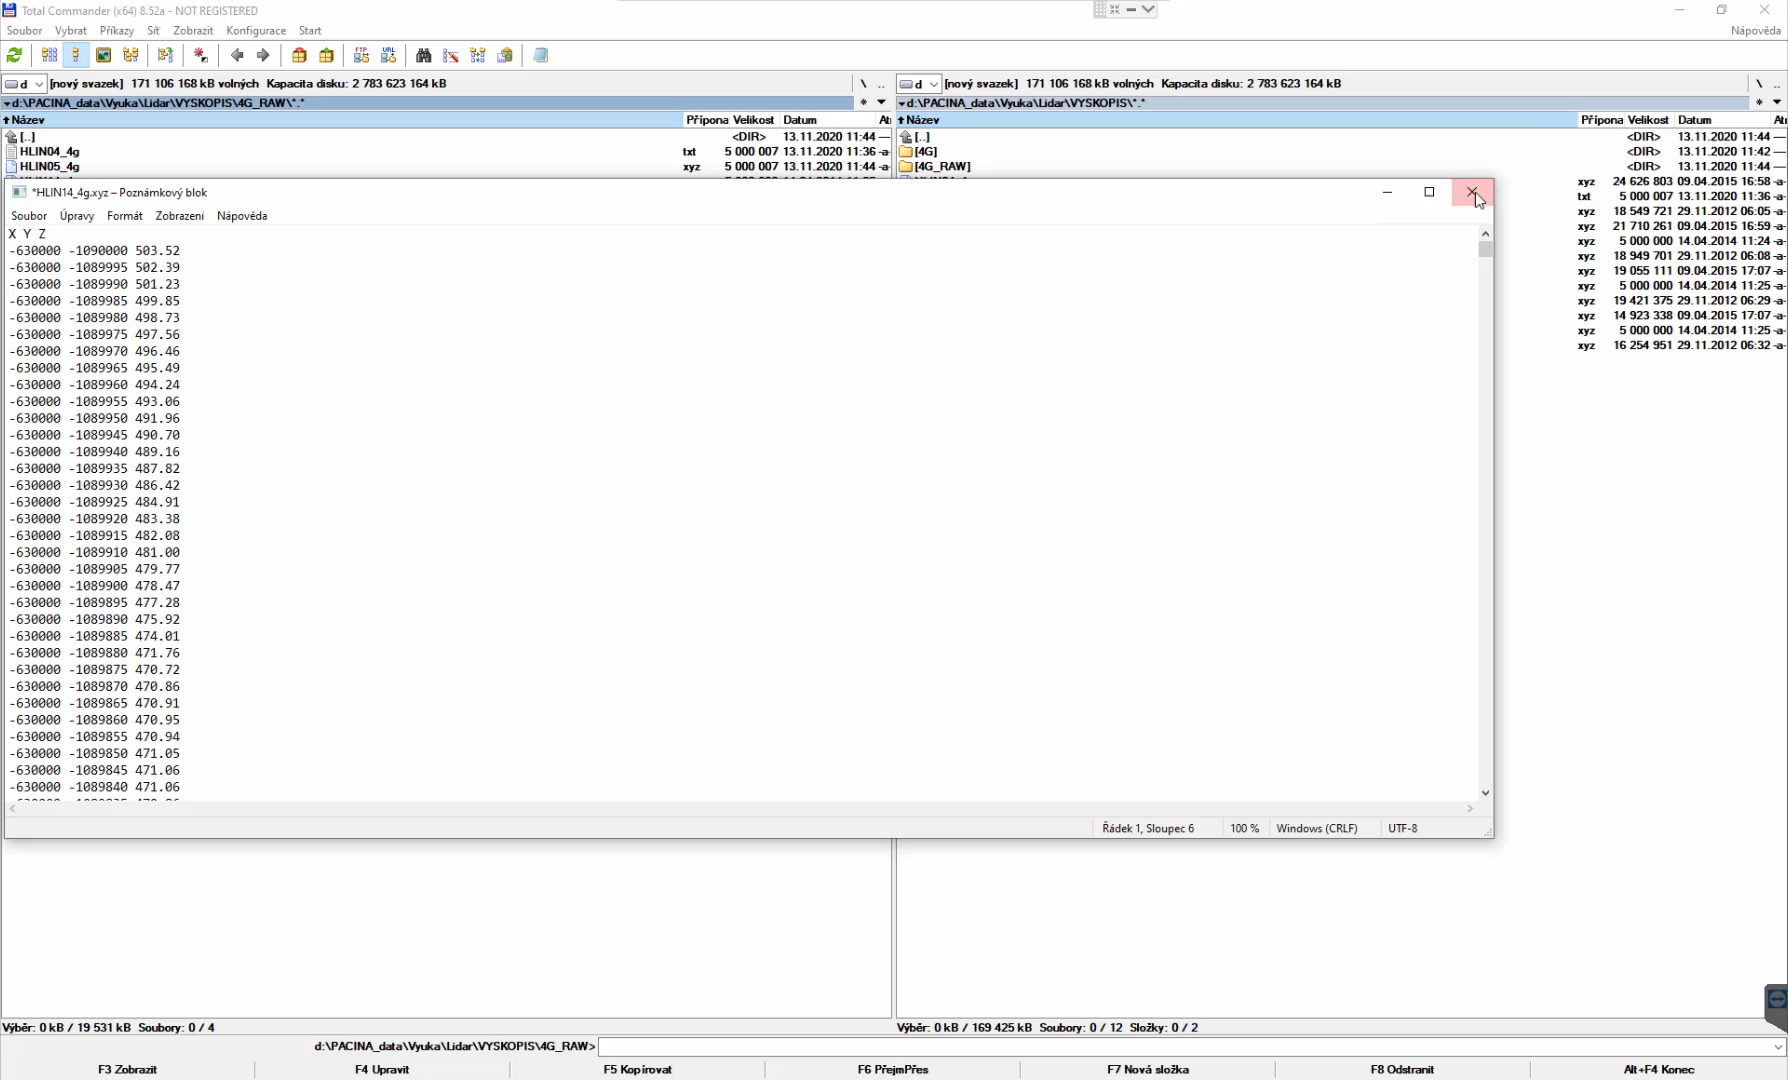 Total Commander (x64) 8.52a - NOT REGISTERED
Soubor Vybrat Příkazy Síť Zobrazit Konfigurace Start Nápověda
FTP URL
d [nový svazek] 171 106 168 kB volných Kapacita disku: 2 783 623 164 kB \ ..
d [nový svazek] 171 106 168 kB volných Kapacita disku: 2 783 623 164 kB \ ..
d:\PACINA_data\Vyuka\Lidar\VYSKOPIS\4G_RAW\*.* *
d:\PACINA_data\Vyuka\Lidar\VYSKOPIS\*.* *
Název Přípona Velikost Datum Atı
Název Přípona Velikost Datum Atı
[..] <DIR> 13.11.2020 11:44 —
HLIN04_4g txt 5 000 007 13.11.2020 11:36 -a-
HLIN05_4g xyz 5 000 007 13.11.2020 11:44 -a-
[..] <DIR> 13.11.2020 11:44 —
[4G] <DIR> 13.11.2020 11:42 —
[4G_RAW] <DIR> 13.11.2020 11:44 —
xyz 24 626 803 09.04.2015 16:58 -a-
txt 5 000 007 13.11.2020 11:36 -a-
xyz 18 549 721 29.11.2012 06:05 -a-
xyz 21 710 261 09.04.2015 16:59 -a-
xyz 5 000 000 14.04.2014 11:24 -a-
xyz 18 949 701 29.11.2012 06:08 -a-
xyz 19 055 111 09.04.2015 17:07 -a-
xyz 5 000 000 14.04.2014 11:25 -a-
xyz 19 421 375 29.11.2012 06:29 -a-
xyz 14 923 338 09.04.2015 17:07 -a-
xyz 5 000 000 14.04.2014 11:25 -a-
xyz 16 254 951 29.11.2012 06:32 -a-
*HLIN14_4g.xyz – Poznámkový blok
Soubor Úpravy Formát Zobrazení Nápověda
X Y Z
-630000 -1090000 503.52
-630000 -1089995 502.39
-630000 -1089990 501.23
-630000 -1089985 499.85
-630000 -1089980 498.73
-630000 -1089975 497.56
-630000 -1089970 496.46
-630000 -1089965 495.49
-630000 -1089960 494.24
-630000 -1089955 493.06
-630000 -1089950 491.96
-630000 -1089945 490.70
-630000 -1089940 489.16
-630000 -1089935 487.82
-630000 -1089930 486.42
-630000 -1089925 484.91
-630000 -1089920 483.38
-630000 -1089915 482.08
-630000 -1089910 481.00
-630000 -1089905 479.77
-630000 -1089900 478.47
-630000 -1089895 477.28
-630000 -1089890 475.92
-630000 -1089885 474.01
-630000 -1089880 471.76
-630000 -1089875 470.72
-630000 -1089870 470.86
-630000 -1089865 470.91
-630000 -1089860 470.95
-630000 -1089855 470.94
-630000 -1089850 471.05
-630000 -1089845 471.06
-630000 -1089840 471.06
Řádek 1, Sloupec 6 100 % Windows (CRLF) UTF-8
Výběr: 0 kB / 19 531 kB Soubory: 0 / 4
Výběr: 0 kB / 169 425 kB Soubory: 0 / 12 Složky: 0 / 2
d:\PACINA_data\Vyuka\Lidar\VYSKOPIS\4G_RAW>
F3 Zobrazit F4 Upravit F5 Kopírovat F6 PřejmPřes F7 Nová složka F8 Odstranit Alt+F4 Konec